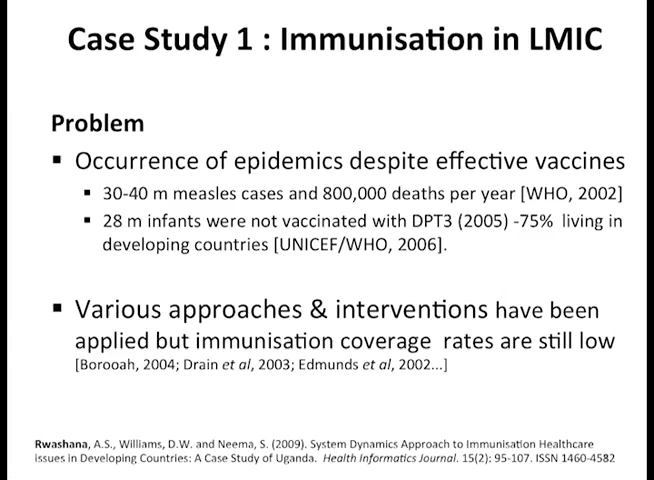 Case Study 1 : Immunisation in LMIC
Problem
▪ Occurrence of epidemics despite effective vaccines
▪ 30-40 m measles cases and 800,000 deaths per year [WHO, 2002]
▪ 28 m infants were not vaccinated with DPT3 (2005) -75% living in
developing countries [UNICEF/WHO, 2006].
▪ Various approaches & interventions have been
applied but immunisation coverage rates are still low
[Borooah, 2004; Drain et al, 2003; Edmunds et al, 2002...]
Rwashana, A.S., Williams, D.W. and Neema, S. (2009). System Dynamics Approach to Immunisation Healthcare
issues in Developing Countries: A Case Study of Uganda. Health Informatics Journal. 15(2): 95-107. ISSN 1460-4582